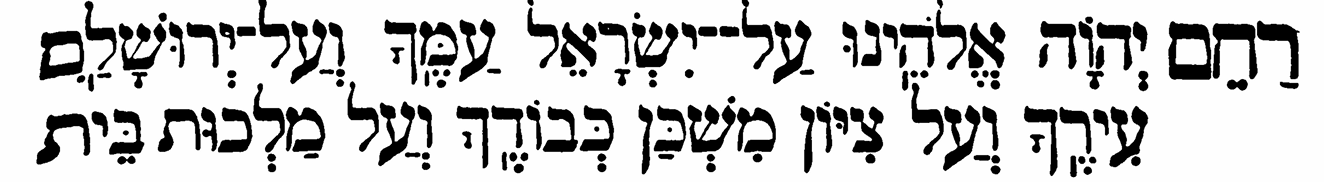 רַחֵם יְהוָֹה אֱלֹהֵינוּ עַל־־יִשְׂרָאֵל עַמֶּךָ וְעַל־יְרוּשָׁלַםִ
עִירֶךָ וְעַל צִיּוֹן מִשְׁכַּן כְּבוֹדֶךָ וְעַל מַלְכוּת בֵּית